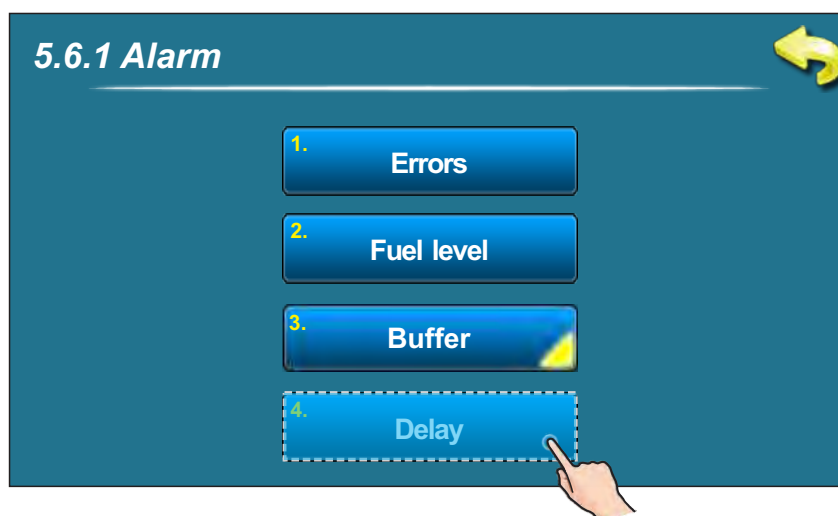 5.6.1 Alarm
1.
Errors
2.
Fuel level
3.
Buffer
4.
Delay